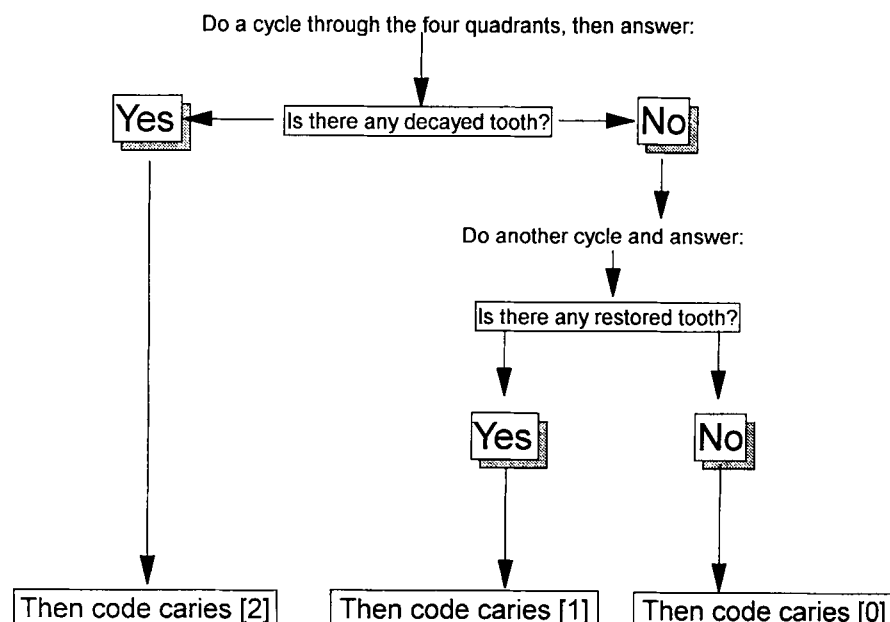 Do a cycle through the four quadrants, then answer:
Yes
Is there any decayed tooth?
No
Do another cycle and answer:
Is there any restored tooth?
Yes
No
Then code caries [2]
Then code caries [1]
Then code caries [0]